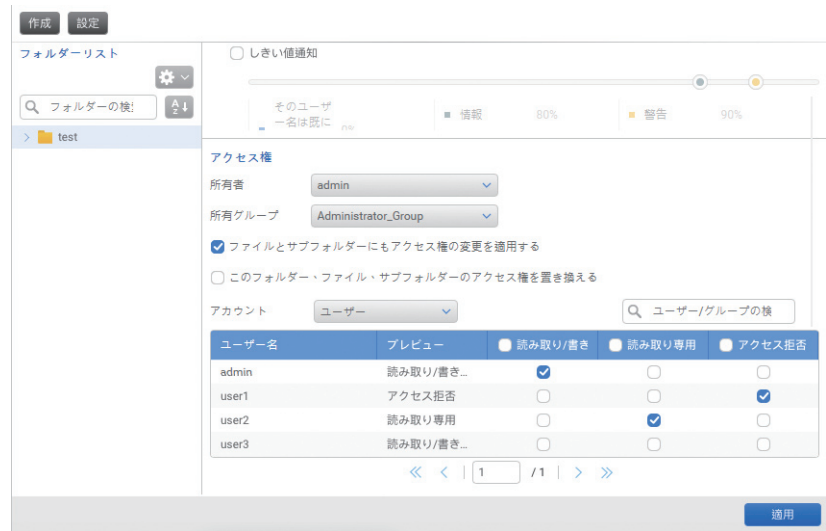 作成 設定
フォルダーリスト
フォルダーの検
test
しきい値通知
そのユーザ
ー名は既に
情報 80% 警告 90%
アクセス権
所有者 admin
所有グループ Administrator_Group
ファイルとサブフォルダーにもアクセス権の変更を適用する
このフォルダー、ファイル、サブフォルダーのアクセス権を置き換える
アカウント ユーザー ユーザー/グループの検
ユーザー名 プレビュー 読み取り/書き 読み取り専用 アクセス拒否
admin 読み取り/書き...
user1 アクセス拒否
user2 読み取り専用
user3 読み取り/書き...
1 /1
適用